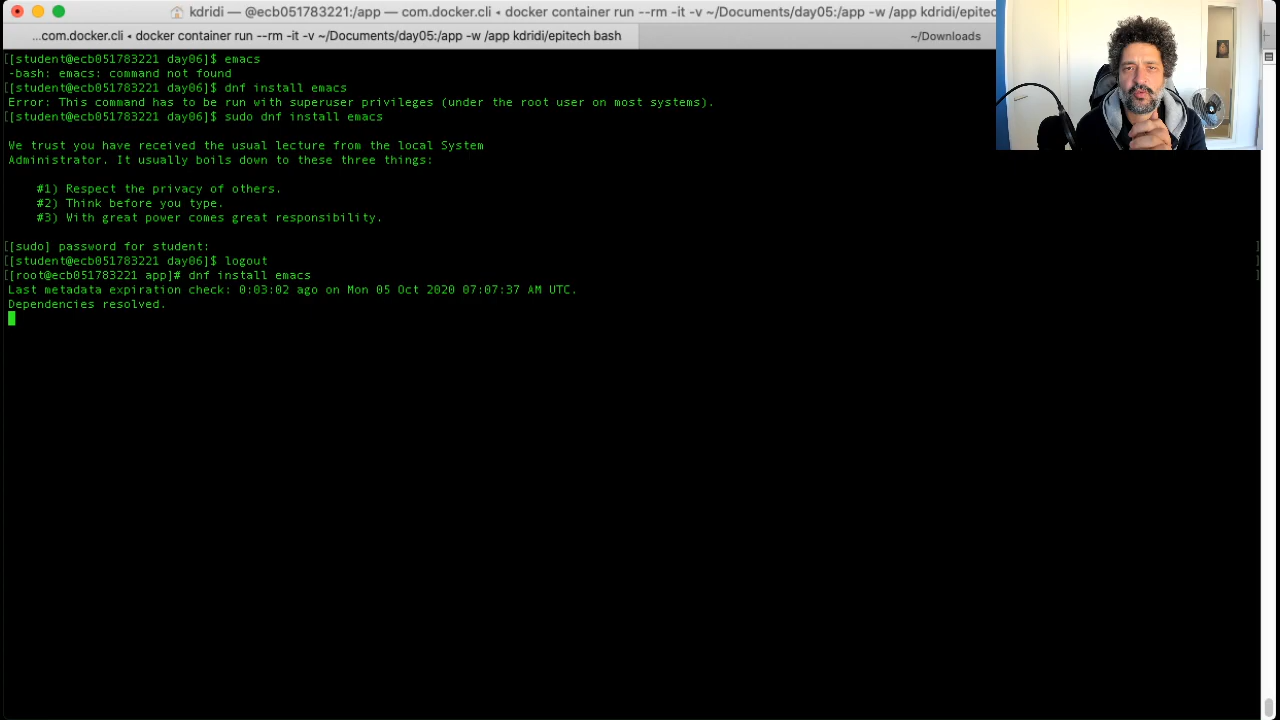 kdridi — @ecb051783221:/app — com.docker.cli ◂ docker container run --rm -it -v ~/Documents/day05:/app -w /app kdridi/epitec
...com.docker.cli ◂ docker container run --rm -it -v ~/Documents/day05:/app -w /app kdridi/epitech bash
~/Downloads
[[student@ecb051783221 day06]$ emacs
-bash: emacs: command not found
[[student@ecb051783221 day06]$ dnf install emacs
Error: This command has to be run with superuser privileges (under the root user on most systems).
[[student@ecb051783221 day06]$ sudo dnf install emacs
We trust you have received the usual lecture from the local System
Administrator. It usually boils down to these three things:
#1) Respect the privacy of others.
#2) Think before you type.
#3) With great power comes great responsibility.
[[sudo] password for student: ]
[[student@ecb051783221 day06]$ logout ]
[[root@ecb051783221 app]# dnf install emacs ]
Last metadata expiration check: 0:03:02 ago on Mon 05 Oct 2020 07:07:37 AM UTC.
Dependencies resolved.